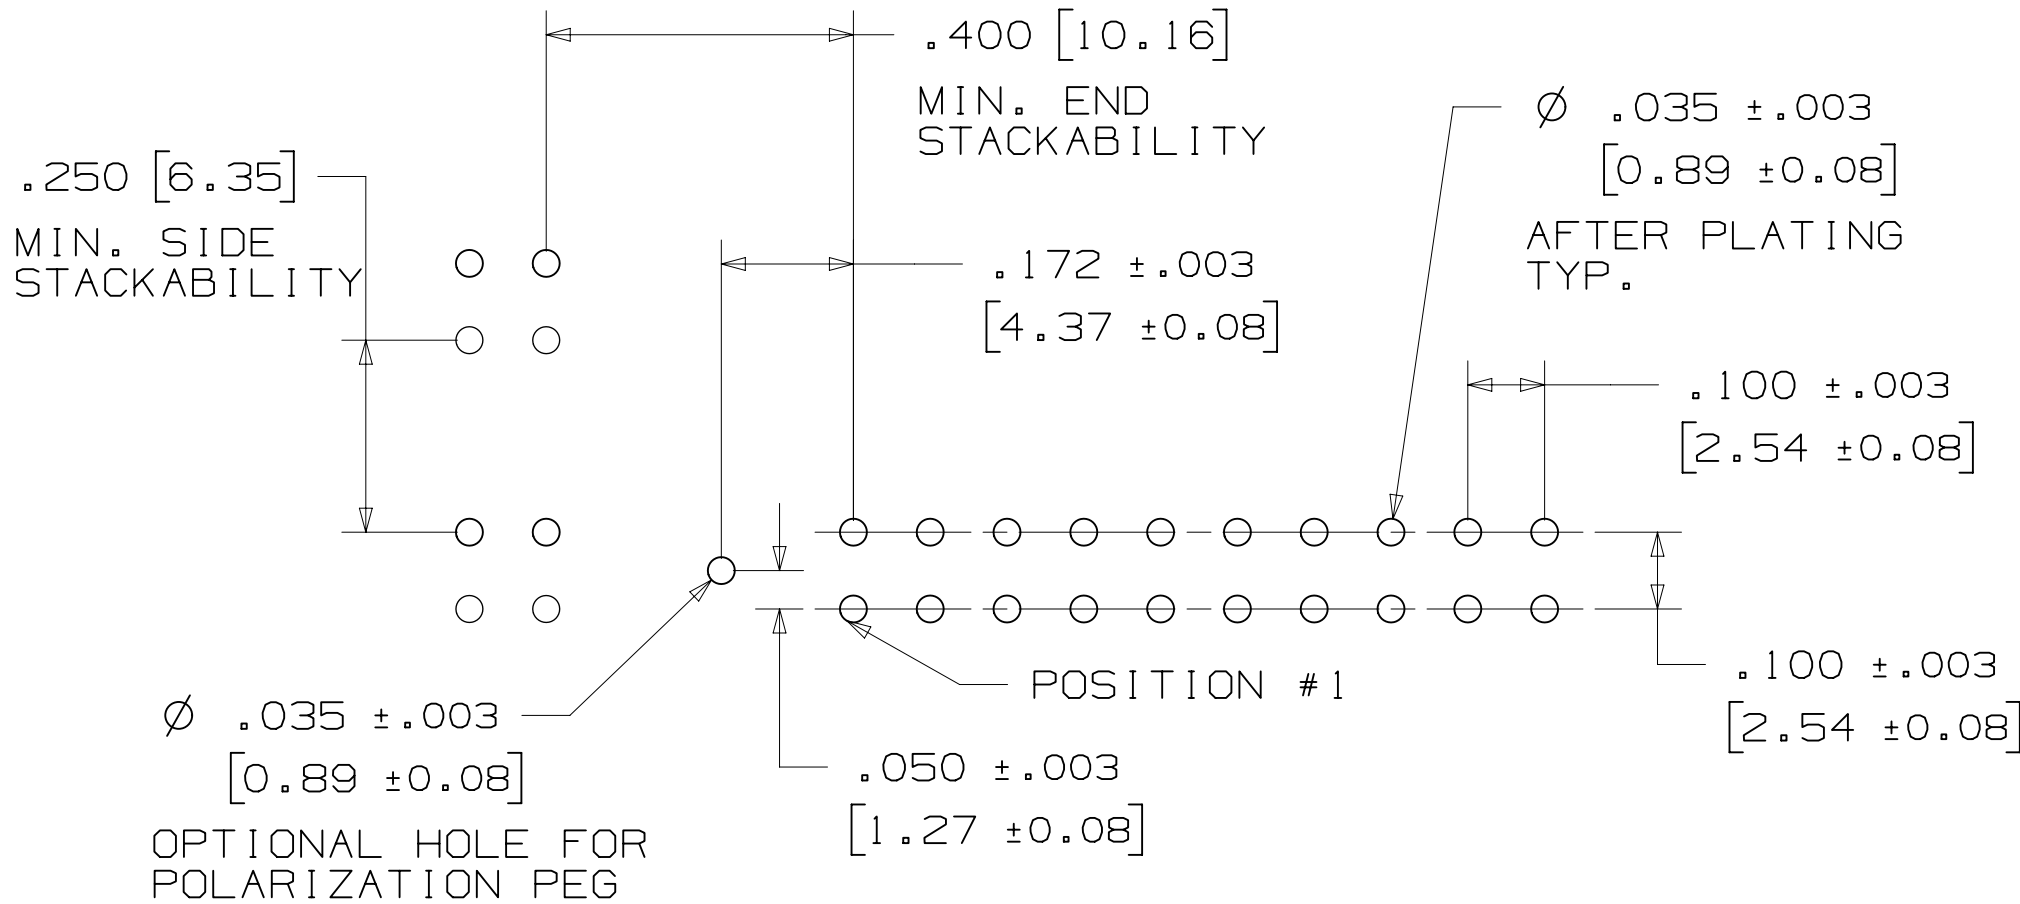 .400 [10.16]
MIN. END
STACKABILITY
Ø .035 ±.003
[0.89 ±0.08]
AFTER PLATING
TYP.
.250 [6.35]
MIN. SIDE
STACKABILITY
.172 ±.003
[4.37 ±0.08]
.100 ±.003
[2.54 ±0.08]
POSITION #1
.100 ±.003
[2.54 ±0.08]
Ø .035 ±.003
[0.89 ±0.08]
OPTIONAL HOLE FOR
POLARIZATION PEG
.050 ±.003
[1.27 ±0.08]